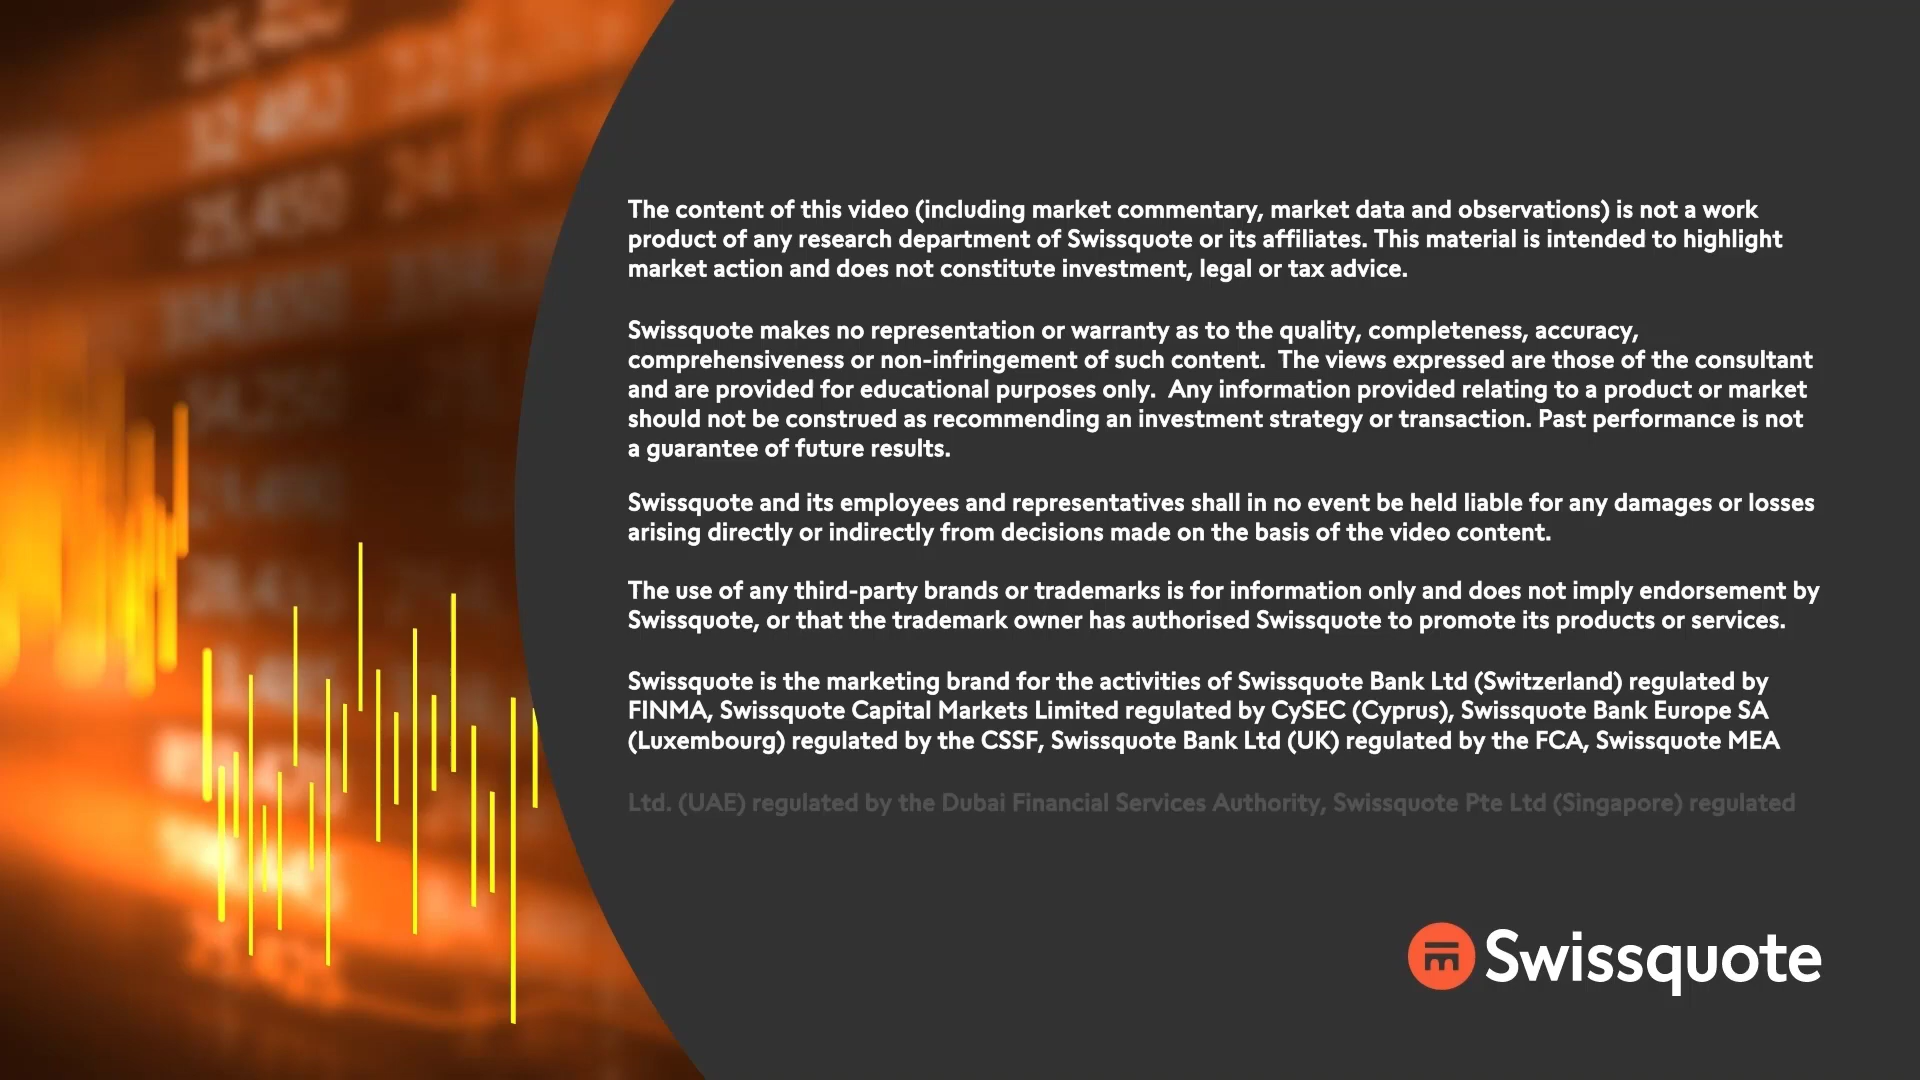 The content of this video (including market commentary, market data and observations) is not a work
product of any research department of Swissquote or its affiliates. This material is intended to highlight
market action and does not constitute investment, legal or tax advice.
Swissquote makes no representation or warranty as to the quality, completeness, accuracy,
comprehensiveness or non-infringement of such content.  The views expressed are those of the consultant
and are provided for educational purposes only.  Any information provided relating to a product or market
should not be construed as recommending an investment strategy or transaction. Past performance is not
a guarantee of future results.
Swissquote and its employees and representatives shall in no event be held liable for any damages or losses
arising directly or indirectly from decisions made on the basis of the video content.
The use of any third-party brands or trademarks is for information only and does not imply endorsement by
Swissquote, or that the trademark owner has authorised Swissquote to promote its products or services.
Swissquote is the marketing brand for the activities of Swissquote Bank Ltd (Switzerland) regulated by
FINMA, Swissquote Capital Markets Limited regulated by CySEC (Cyprus), Swissquote Bank Europe SA
(Luxembourg) regulated by the CSSF, Swissquote Bank Ltd (UK) regulated by the FCA, Swissquote MEA
Ltd. (UAE) regulated by the Dubai Financial Services Authority, Swissquote Pte Ltd (Singapore) regulated
Swissquote